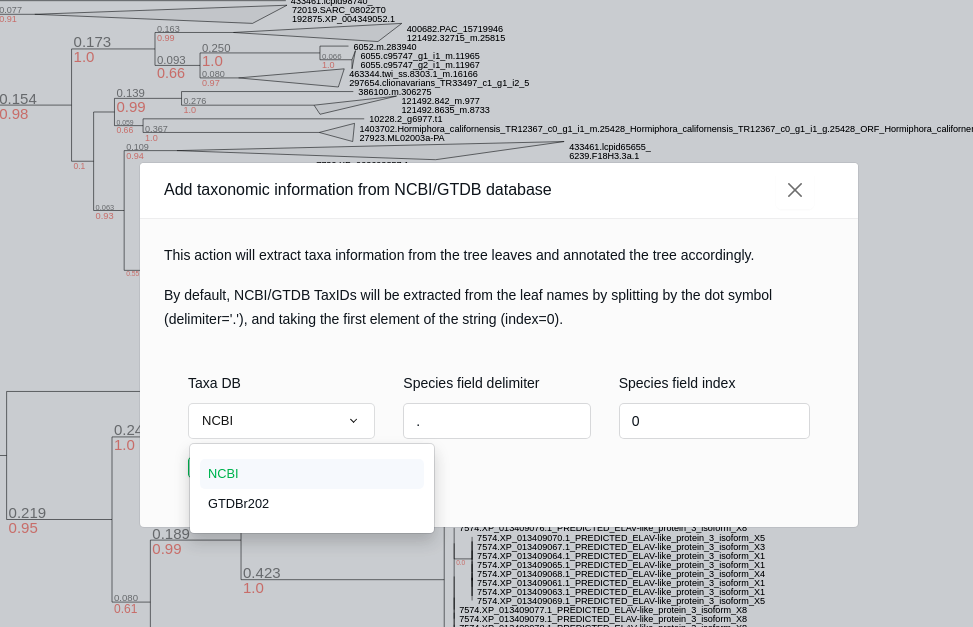 433461.lcpid98740_
0.077
72019.SARC_08022T0
0.91
192875.XP_004349052.1
0.163
400682.PAC_15719946
0.99
121492.32715_m.25815
0.173
0.250
6052.m.283940
1.0
0.093
1.0
0.066
6055.c95747_g1_i1_m.11965
0.66
1.0
6055.c95747_g2_i1_m.11967
0.080
463344.twi_ss.8303.1_m.16166
0.97
297654.clionavarians_TR33497_c1_g1_i2_5
0.154
0.139
386100.m.306275
0.98
0.99
0.276
121492.842_m.977
1.0
121492.8635_m.8733
0.059
10228.2_g6977.t1
0.66
0.367
1403702.Hormiphora_californensis_TR12367_c0_g1_i1_m.25428_Hormiphora_californensis_TR12367_c0_g1_i1_g.25428_ORF_Hormiphora_californe
1.0
27923.ML02003a-PA
0.109
433461.lcpid65655_
0.1
0.94
6239.F18H3.3a.1
0.063
0.93
0.55
Add taxonomic information from NCBI/GTDB database
This action will extract taxa information from the tree leaves and annotated the tree accordingly.
By default, NCBI/GTDB TaxIDs will be extracted from the leaf names by splitting by the dot symbol
(delimiter='.'), and taking the first element of the string (index=0).
Taxa DB
Species field delimiter
Species field index
NCBI
.
0
NCBI
GTDBr202
0.24
1.0
0.219
0.95
0.189
0.99
0.423
1.0
0.080
0.61
0.0
7574.XP_013409076.1_PREDICTED_ELAV-like_protein_3_isoform_X8
7574.XP_013409070.1_PREDICTED_ELAV-like_protein_3_isoform_X5
7574.XP_013409067.1_PREDICTED_ELAV-like_protein_3_isoform_X3
7574.XP_013409064.1_PREDICTED_ELAV-like_protein_3_isoform_X1
7574.XP_013409065.1_PREDICTED_ELAV-like_protein_3_isoform_X1
7574.XP_013409068.1_PREDICTED_ELAV-like_protein_3_isoform_X4
7574.XP_013409061.1_PREDICTED_ELAV-like_protein_3_isoform_X1
7574.XP_013409063.1_PREDICTED_ELAV-like_protein_3_isoform_X1
7574.XP_013409069.1_PREDICTED_ELAV-like_protein_3_isoform_X5
7574.XP_013409077.1_PREDICTED_ELAV-like_protein_3_isoform_X8
7574.XP_013409079.1_PREDICTED_ELAV-like_protein_3_isoform_X8